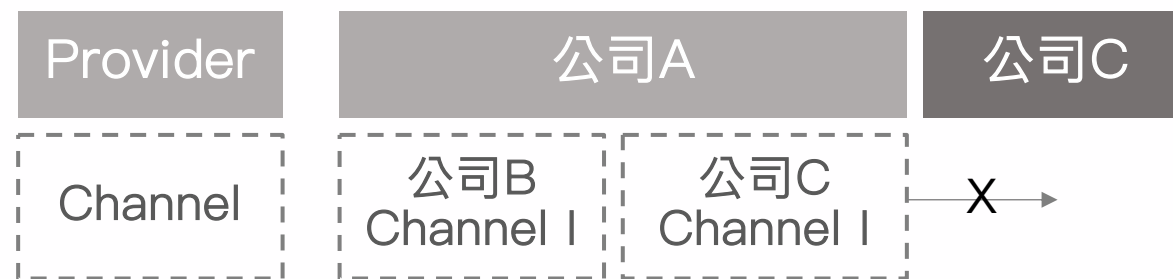 Provider
公司A
公司C
Channel
公司B
Channel I
公司C
Channel I
X